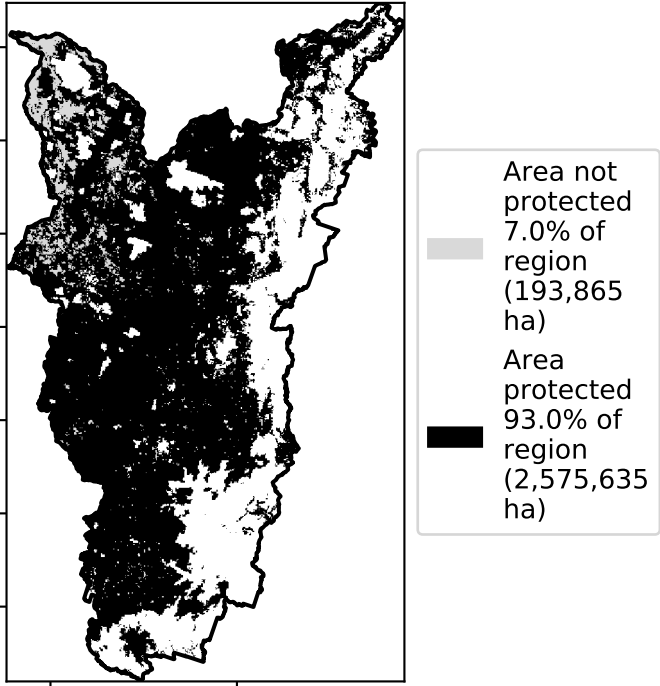 Area not
protected
7.0% of
region
(193,865
ha)
Area
protected
93.0% of
region
(2,575,635
ha)